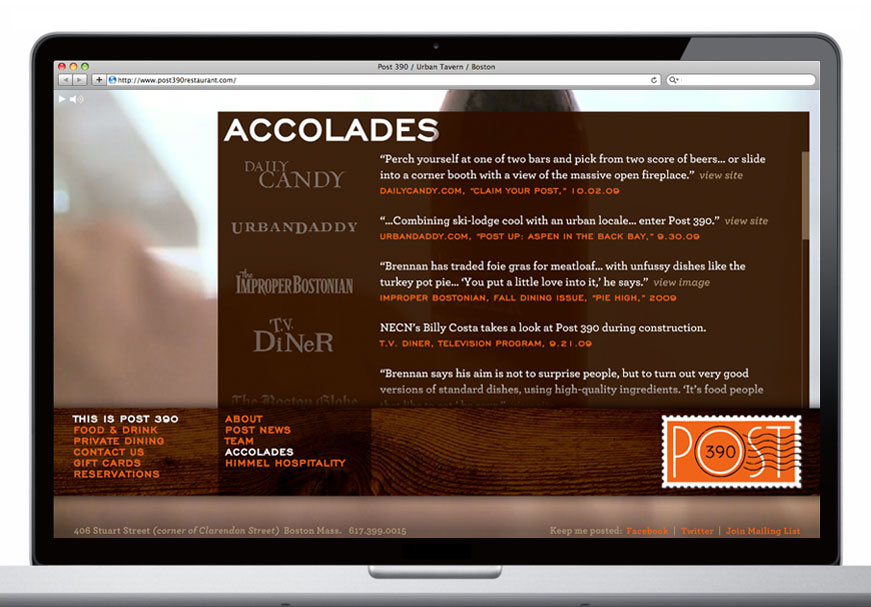 Post 390 / Urban Tavern / Boston
http://www.post390restaurant.com/
ACCOLADES
DAILY
CANDY
"Perch yourself at one of two bars and pick from two score of beers... or slide
into a corner booth with a view of the massive open fireplace." view site
DAILYCANDY.COM, "CLAIM YOUR POST," 10.02.09
URBANDADDY
"...Combining ski-lodge cool with an urban locale... enter Post 390." view site
URBANDADDY.COM, "POST UP: ASPEN IN THE BACK BAY," 9.30.09
the
IMPROPER BOSTONIAN
"Brennan has traded foie gras for meatloaf... with unfussy dishes like the
turkey pot pie... 'You put a little love into it,' he says." view image
IMPROPER BOSTONIAN, FALL DINING ISSUE, "PIE HIGH," 2009
T.V.
DiNeR
NECN's Billy Costa takes a look at Post 390 during construction.
T.V. DINER, TELEVISION PROGRAM, 9.21.09
The Boston Globe
"Brennan says his aim is not to surprise people, but to turn out very good
versions of standard dishes, using high-quality ingredients. 'It's food people
THIS IS POST 390
FOOD & DRINK
PRIVATE DINING
CONTACT US
GIFT CARDS
RESERVATIONS
ABOUT
POST NEWS
TEAM
ACCOLADES
HIMMEL HOSPITALITY
POST
390
406 Stuart Street (corner of Clarendon Street) Boston Mass. 617.399.0015
Keep me posted: Facebook | Twitter | Join Mailing List